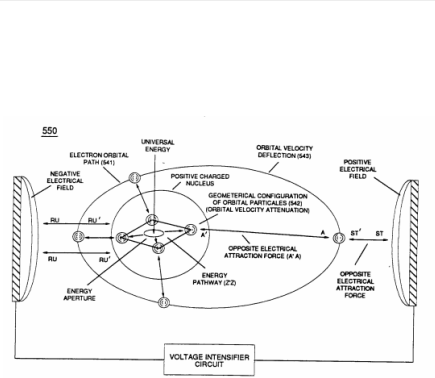 550
UNIVERSAL
ENERGY
ELECTRON ORBITAL
PATH (541)
ORBITAL VELOCITY
DEFLECTION (543)
NEGATIVE
ELECTRICAL
FIELD
POSITIVE CHARGED
NUCLEUS
POSITIVE
ELECTRICAL
FIELD
GEOMETERICAL CONFIGURATION
OF ORBITAL PARTICALES (542)
(ORBITAL VELOCITY ATTENUATION)
RU
RU'
A'
A
ST'
ST
OPPOSITE ELECTRICAL
ATTRACTION FORCE (A' A)
RU
RU'
ENERGY
PATHWAY (Z'Z)
OPPOSITE
ELECTRICAL
ATTRACTION
FORCE
ENERGY
APERTURE
VOLTAGE INTENSIFIER
CIRCUIT